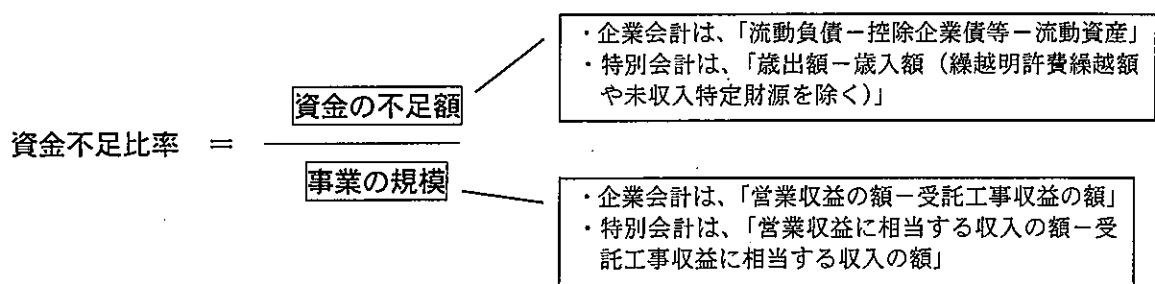 ・企業会計は、「流動負債－控除企業債等－流動資産」
・特別会計は、「歳出額－歳入額（繰越明許費繰越額
や未収入特定財源を除く）」
資金の不足額
資金不足比率 ＝
事業の規模
・企業会計は、「営業収益の額－受託工事収益の額」
・特別会計は、「営業収益に相当する収入の額－受
託工事収益に相当する収入の額」